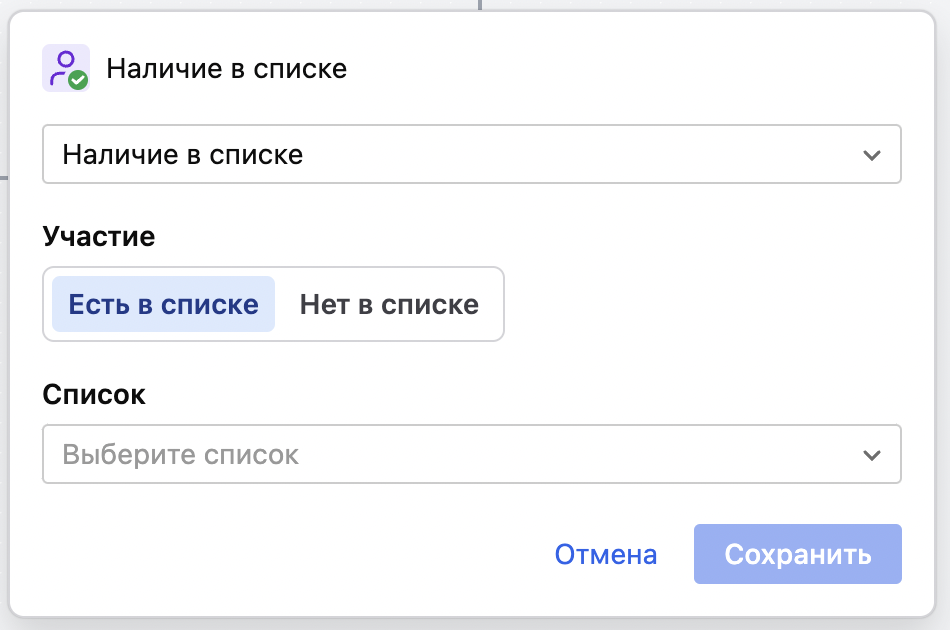 Наличие в списке
Наличие в списке
Участие
Есть в списке Нет в списке
Список
Выберите список
Отмена Сохранить